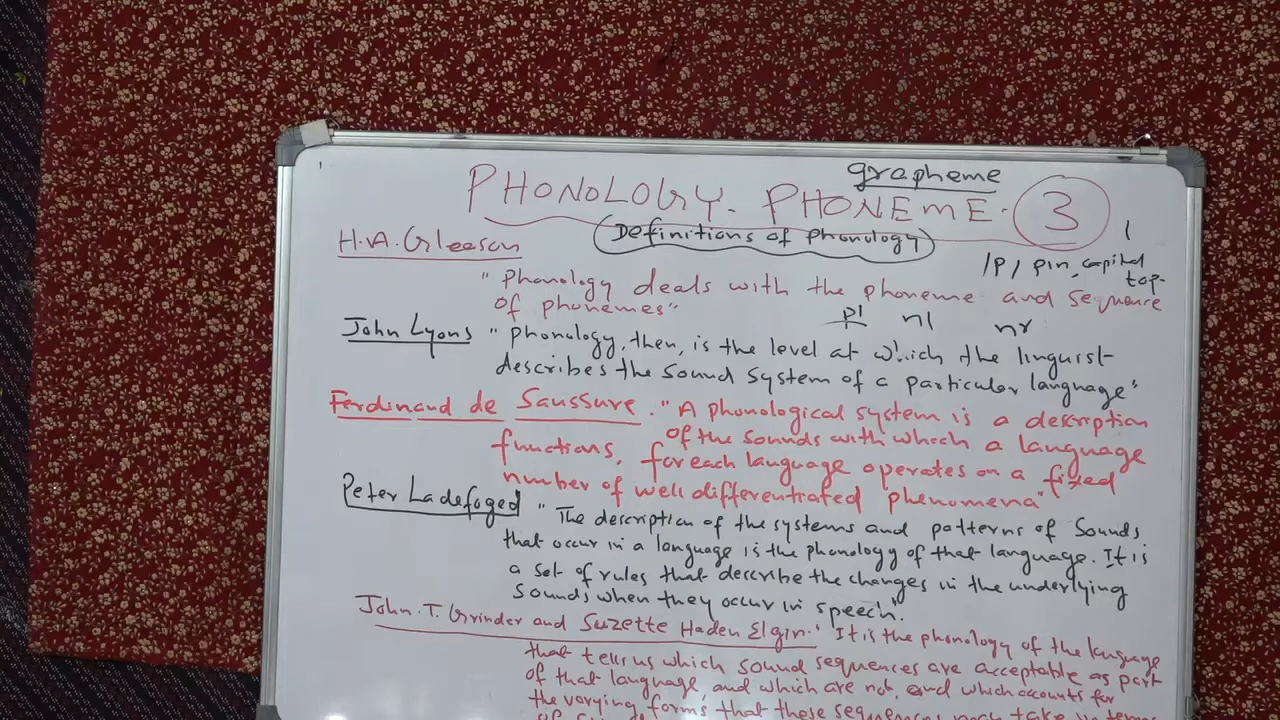 grapheme
PHONOLOGY- PHONEME. 3
Definitions of Phonology
H.A. Gleason
/P/ pin, capital
top-
"Phonology deals with the phoneme and sequence
of phonemes"
pl nl nr
John Lyons "Phonology, then, is the level at which the linguist
describes the sound system of a particular language"
Ferdinand de Saussure. "A phonological system is a description
of the sounds with which a language
functions, for each language operates on a fixed
number of well differentiated phenomena"
Peter Ladefoged "The description of the systems and patterns of sounds
that occur in a language is the phonology of that language. It is
a set of rules that describe the changes in the underlying
sounds when they occur in speech".
John. T. Grinder and Suzette Haden Elgin. "It is the phonology of the language
that tells us which sound sequences are acceptable as part
of that language, and which are not, and which accounts for
the varying forms that these sequences may take